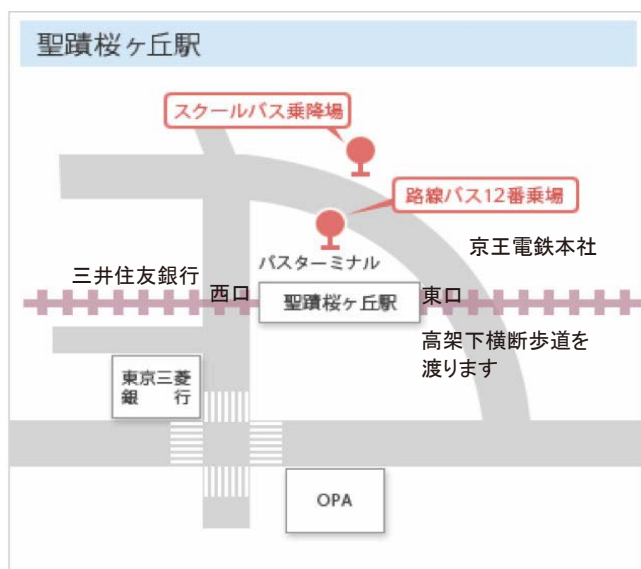 聖蹟桜ヶ丘駅
スクールバス乗降場
路線バス12番乗場
京王電鉄本社
バスターミナル
三井住友銀行
西口
聖蹟桜ヶ丘駅
東口
高架下横断歩道を
渡ります
東京三菱
銀　　行
OPA